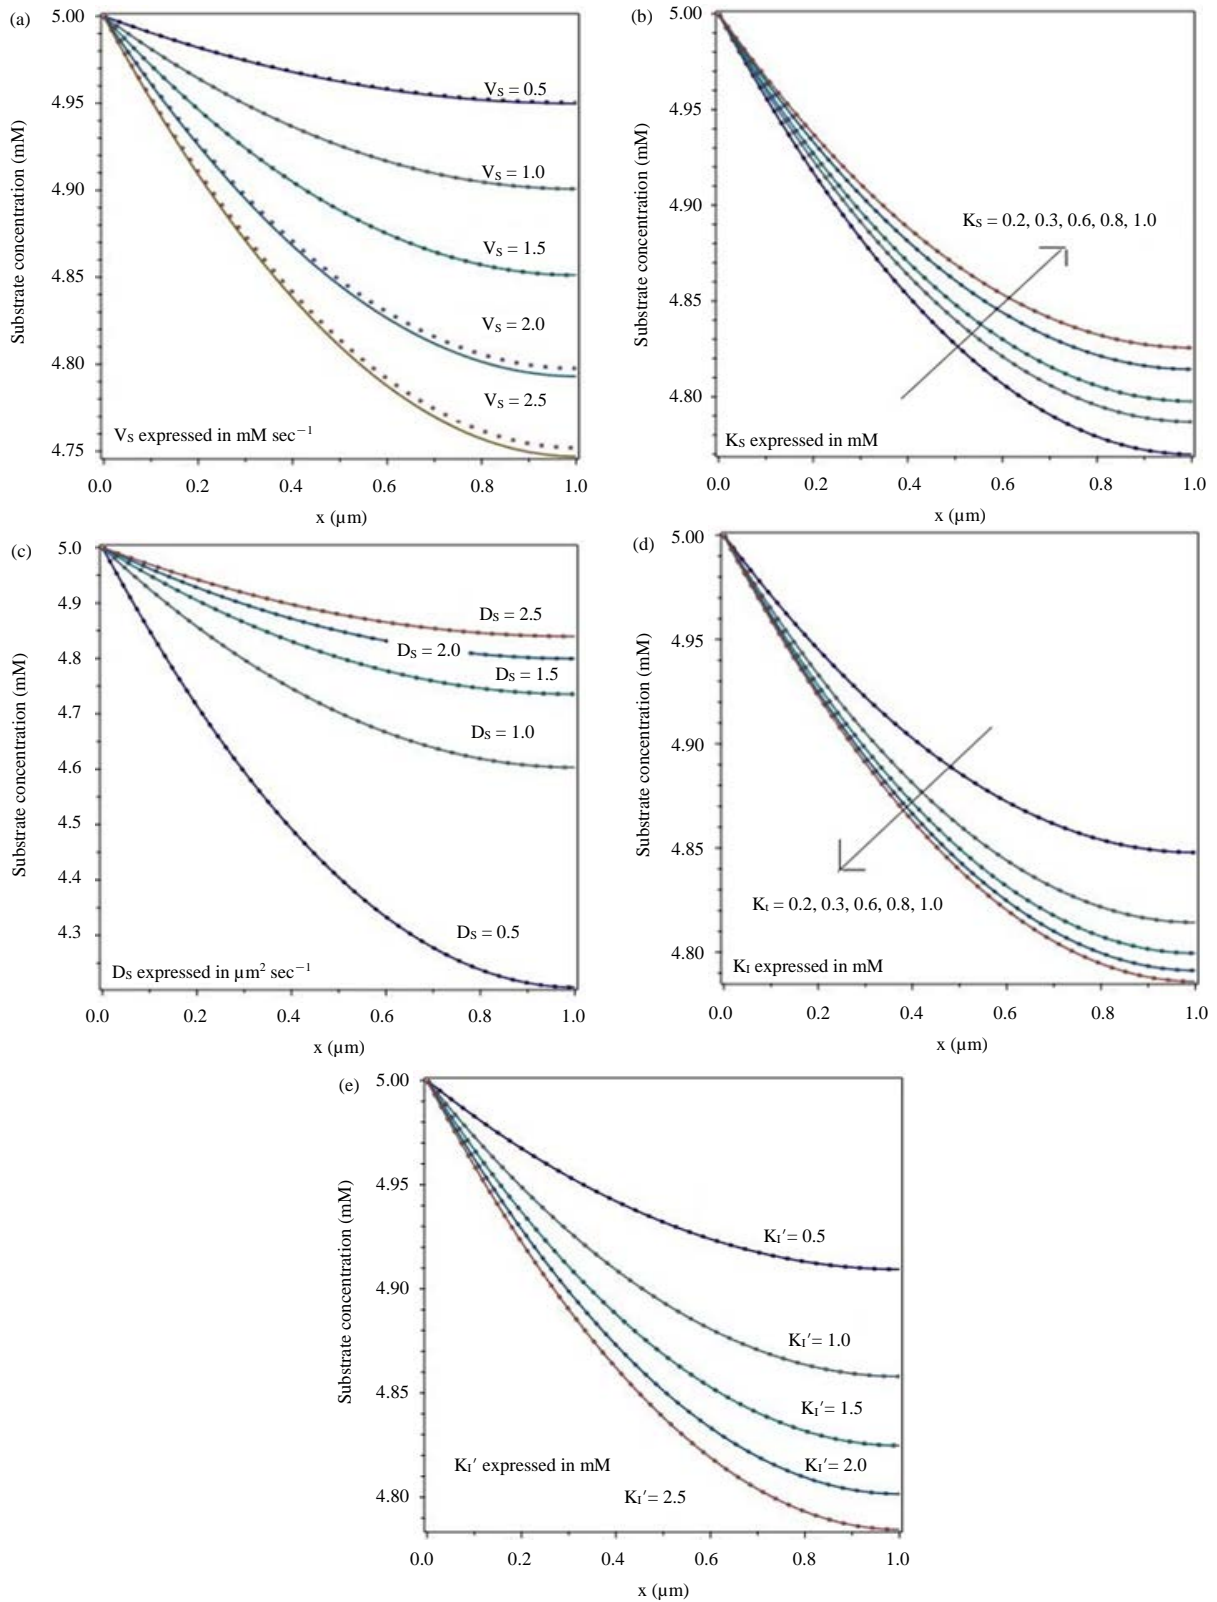 (a)
5.00
4.95
4.90
4.85
4.80
4.75
Substrate concentration (mM)
VS = 0.5
VS = 1.0
VS = 1.5
VS = 2.0
VS = 2.5
VS expressed in mM sec−1
0.0 0.2 0.4 0.6 0.8 1.0
x (µm)
(b)
5.00
4.95
4.90
4.85
4.80
Substrate concentration (mM)
KS = 0.2, 0.3, 0.6, 0.8, 1.0
KS expressed in mM
0.0 0.2 0.4 0.6 0.8 1.0
x (µm)
(c)
5.0
4.9
4.8
4.7
4.6
4.5
4.4
4.3
Substrate concentration (mM)
DS = 2.5
DS = 2.0
DS = 1.5
DS = 1.0
DS = 0.5
DS expressed in µm2 sec−1
0.0 0.2 0.4 0.6 0.8 1.0
x (µm)
(d)
5.00
4.95
4.90
4.85
4.80
Substrate concentration (mM)
Kt = 0.2, 0.3, 0.6, 0.8, 1.0
KI expressed in mM
0.0 0.2 0.4 0.6 0.8 1.0
x (µm)
(e)
5.00
4.95
4.90
4.85
4.80
Substrate concentration (mM)
KI′= 0.5
KI′= 1.0
KI′= 1.5
KI′= 2.0
KI′ expressed in mM
KI′= 2.5
0.0 0.2 0.4 0.6 0.8 1.0
x (µm)